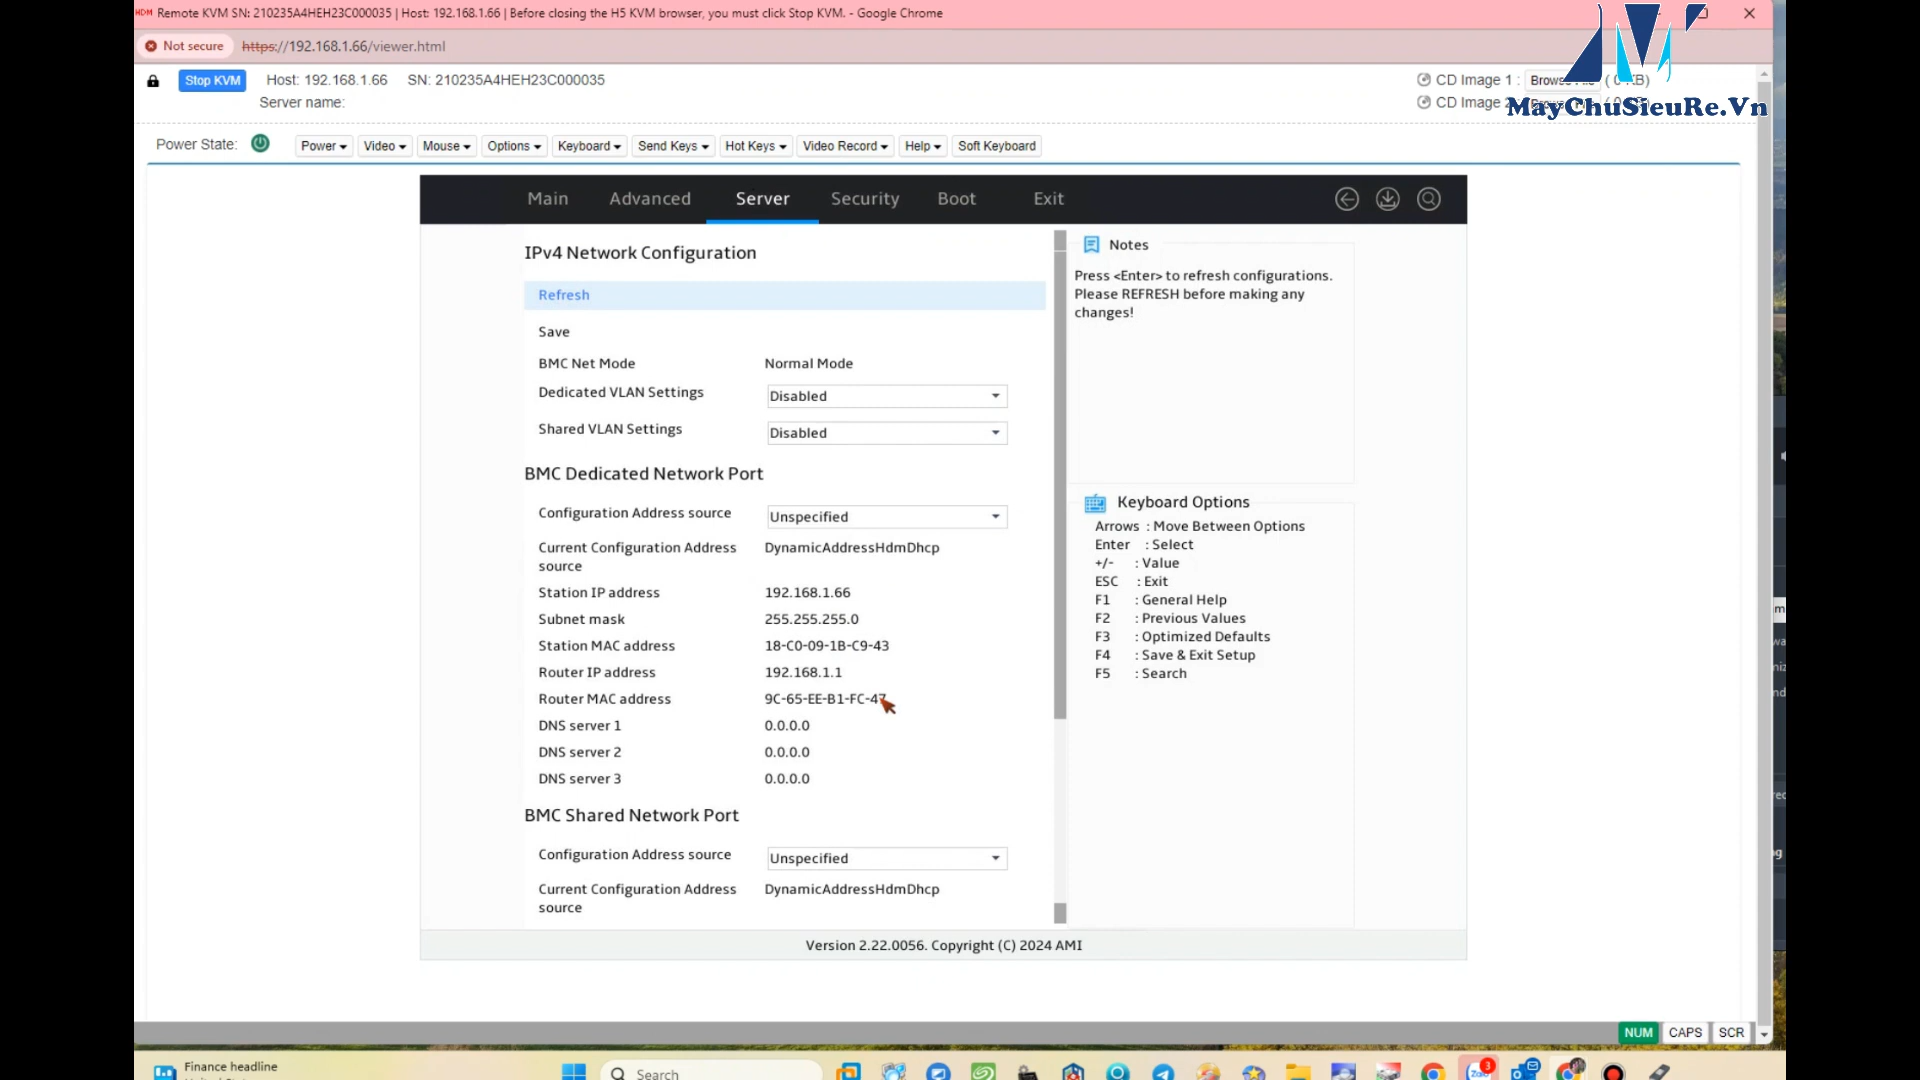 HDM Remote KVM SN: 210235A4HEH23C000035 | Host: 192.168.1.66 | Before closing the H5 KVM browser, you must click Stop KVM. - Google Chrome
Not secure https://192.168.1.66/viewer.html
Stop KVM Host: 192.168.1.66 SN: 210235A4HEH23C000035
Server name:
CD Image 1 :
CD Image
MayChuSieuRe.Vn
Power State: Power Video Mouse Options Keyboard Send Keys Hot Keys Video Record Help Soft Keyboard
Main Advanced Server Security Boot Exit
IPv4 Network Configuration
Refresh
Save
BMC Net Mode Normal Mode
Dedicated VLAN Settings Disabled
Shared VLAN Settings Disabled
BMC Dedicated Network Port
Configuration Address source Unspecified
Current Configuration Address DynamicAddressHdmDhcp
source
Station IP address 192.168.1.66
Subnet mask 255.255.255.0
Station MAC address 18-C0-09-1B-C9-43
Router IP address 192.168.1.1
Router MAC address 9C-65-EE-B1-FC-47
DNS server 1 0.0.0.0
DNS server 2 0.0.0.0
DNS server 3 0.0.0.0
BMC Shared Network Port
Configuration Address source Unspecified
Current Configuration Address DynamicAddressHdmDhcp
source
Notes
Press <Enter> to refresh configurations.
Please REFRESH before making any
changes!
Keyboard Options
Arrows : Move Between Options
Enter : Select
+/- : Value
ESC : Exit
F1 : General Help
F2 : Previous Values
F3 : Optimized Defaults
F4 : Save & Exit Setup
F5 : Search
Version 2.22.0056. Copyright (C) 2024 AMI
NUM CAPS SCR
Finance headline
Search
Zalo 3